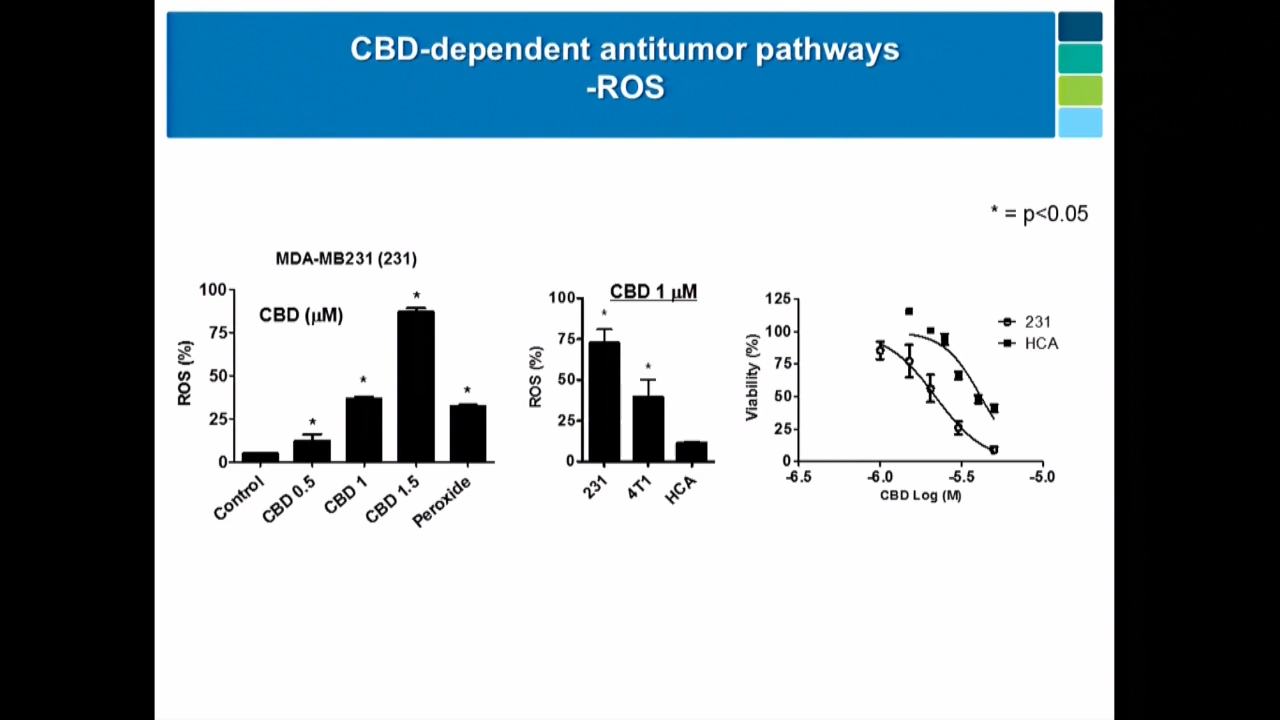 CBD-dependent antitumor pathways
-ROS
* = p<0.05
MDA-MB231 (231)
CBD (µM)
ROS (%)
100
75
50
25
0
*
*
*
*
Control
CBD 0.5
CBD 1
CBD 1.5
Peroxide
CBD 1 µM
ROS (%)
100
75
50
25
0
*
*
231
4T1
HCA
Viability (%)
125
100
75
50
25
0
231
HCA
-6.5
-6.0
-5.5
-5.0
CBD Log (M)